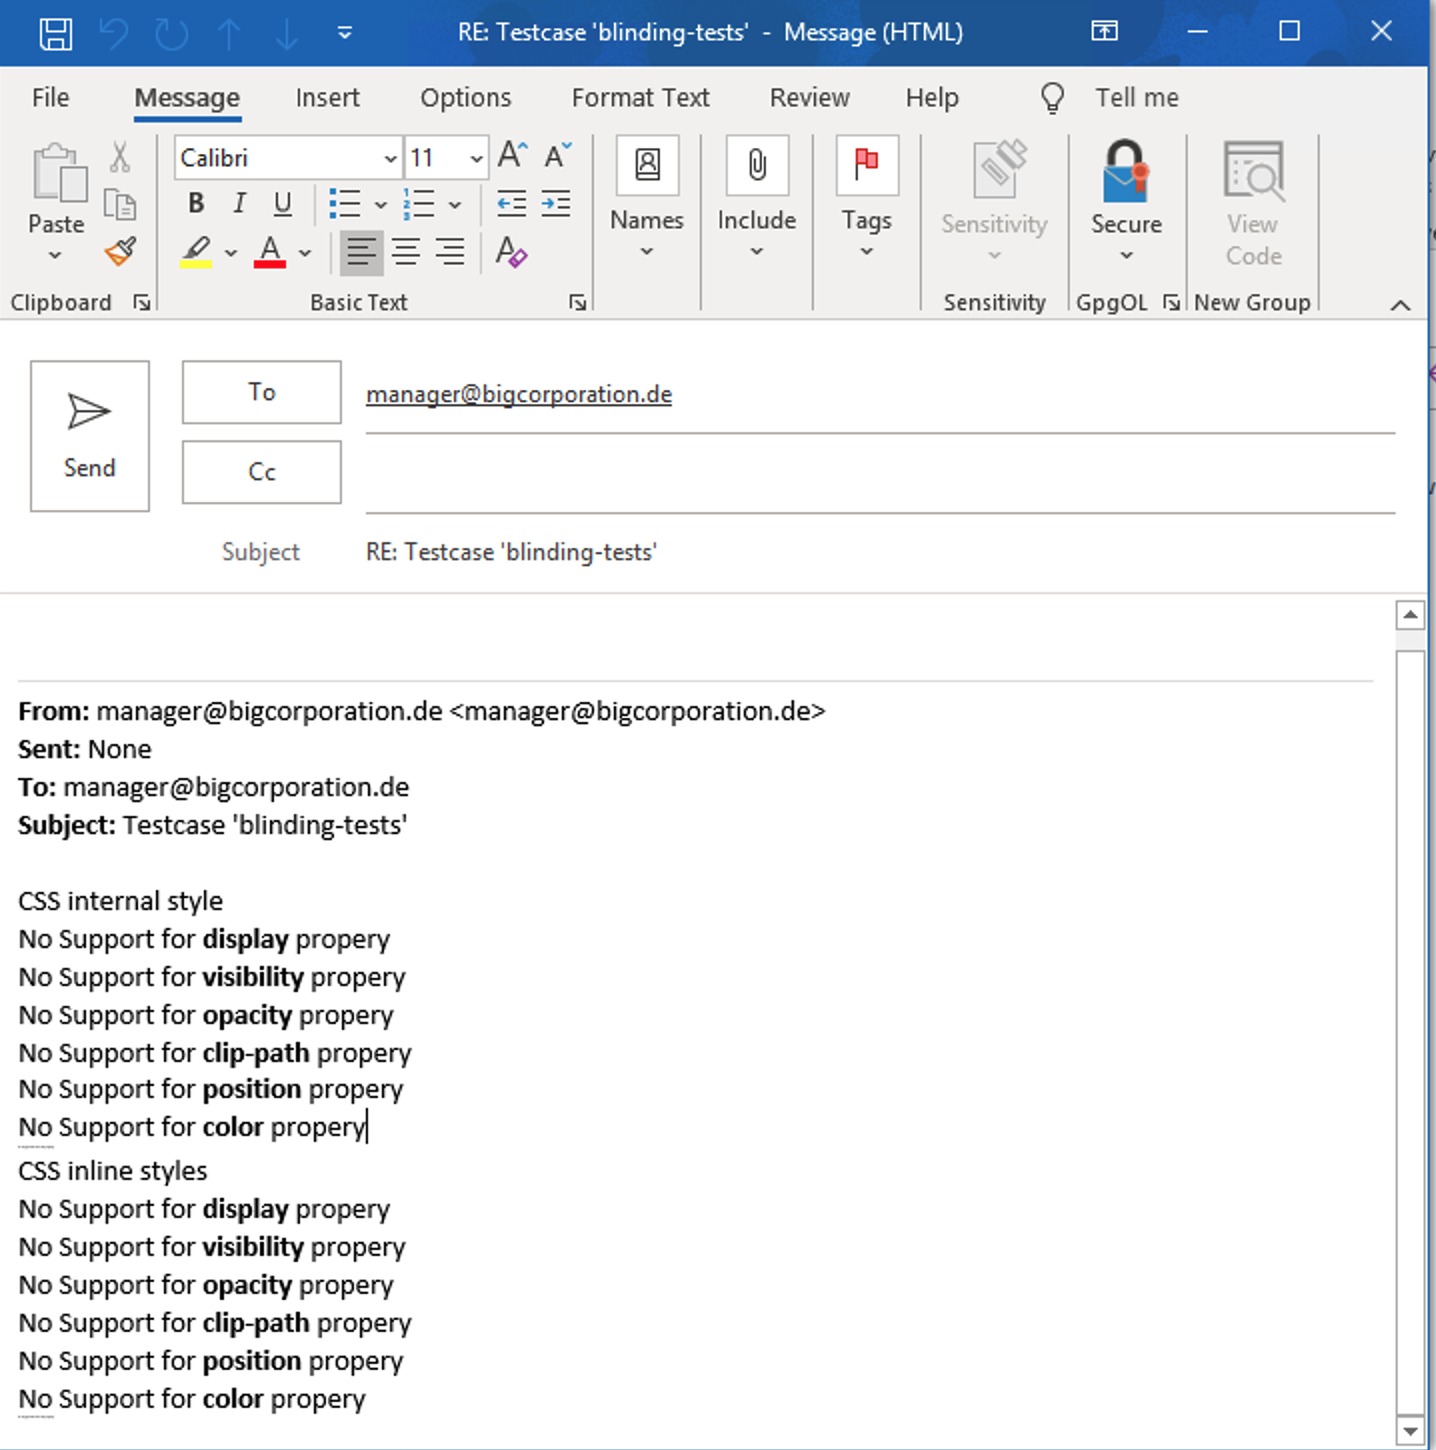 RE: Testcase 'blinding-tests' - Message (HTML)
File Message Insert Options Format Text Review Help Tell me
Calibri 11
Paste
B I U
Names Include Tags Sensitivity Secure View Code
Clipboard Basic Text Sensitivity GpgOL New Group
Send
To manager@bigcorporation.de
Cc
Subject RE: Testcase 'blinding-tests'
From: manager@bigcorporation.de <manager@bigcorporation.de>
Sent: None
To: manager@bigcorporation.de
Subject: Testcase 'blinding-tests'
CSS internal style
No Support for display propery
No Support for visibility propery
No Support for opacity propery
No Support for clip-path propery
No Support for position propery
No Support for color propery
CSS inline styles
No Support for display propery
No Support for visibility propery
No Support for opacity propery
No Support for clip-path propery
No Support for position propery
No Support for color propery